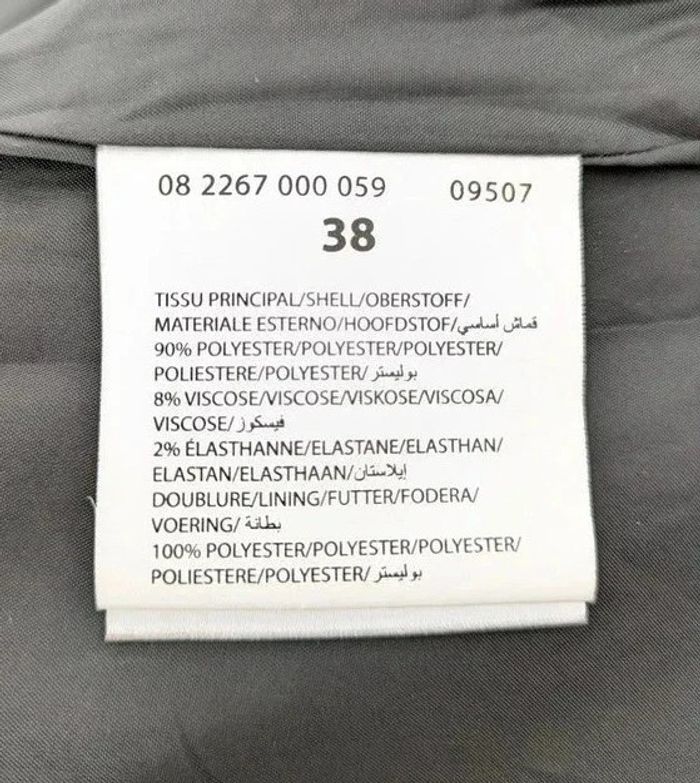 08 2267 000 059 09507
38
TISSU PRINCIPAL/SHELL/OBERSTOFF/
MATERIALE ESTERNO/HOOFDSTOF/قماش أساسي
90% POLYESTER/POLYESTER/POLYESTER/
POLIESTERE/POLYESTER/ بوليستر
8% VISCOSE/VISCOSE/VISKOSE/VISCOSA/
VISCOSE/ فيسكوز
2% ÉLASTHANNE/ELASTANE/ELASTHAN/
ELASTAN/ELASTHAAN/إيلاستان
DOUBLURE/LINING/FUTTER/FODERA/
VOERING/ بطانة
100% POLYESTER/POLYESTER/POLYESTER/
POLIESTERE/POLYESTER/ بوليستر